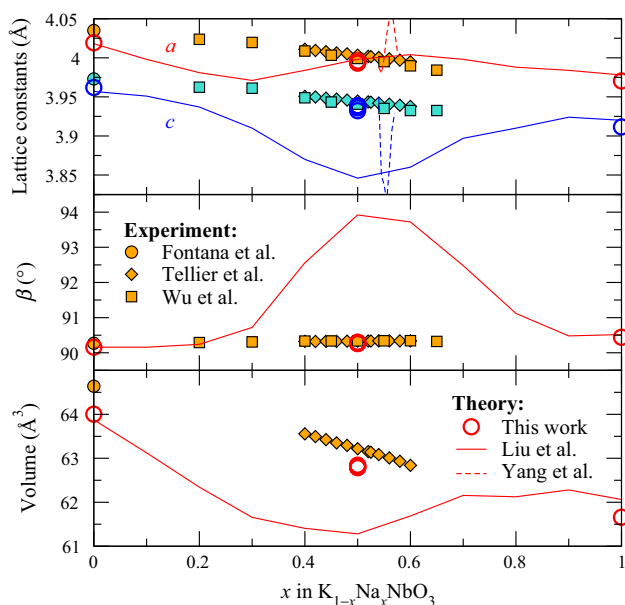 4.05
4
3.95
3.9
3.85
Lattice constants (Å)
a
c
94
93
92
91
90
β (°)
Experiment:
Fontana et al.
Tellier et al.
Wu et al.
64
63
62
61
Volume (Å³)
Theory:
This work
Liu et al.
Yang et al.
0 0.2 0.4 0.6 0.8 1
x in K₁₋ₓNaₓNbO₃